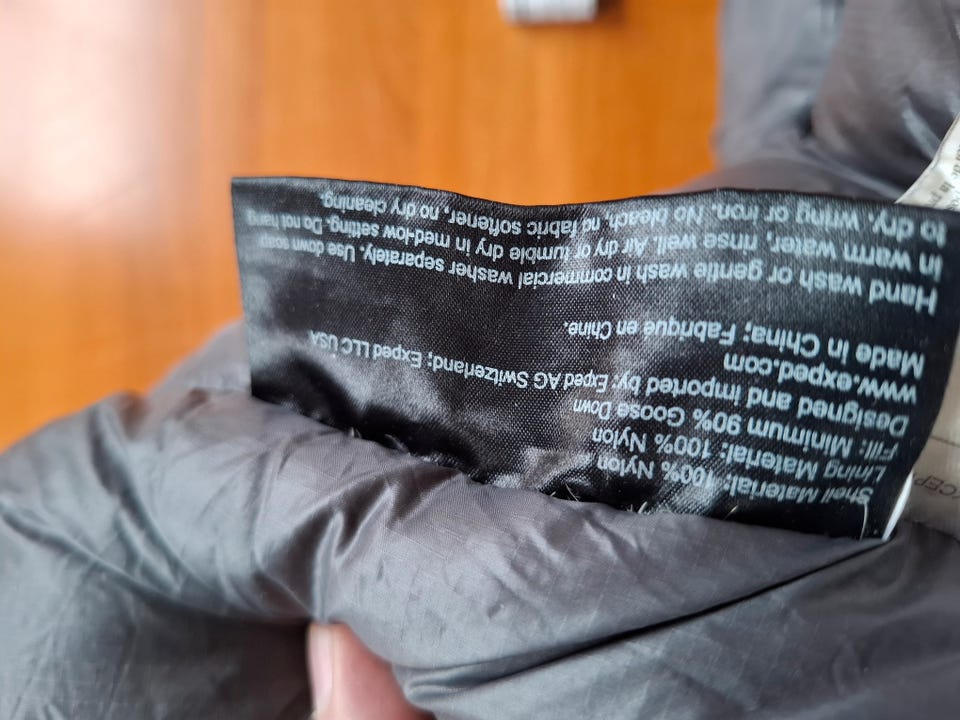 Shell Material: 100% Nylon
Lining Material: 100% Nylon
Fill: Minimum 90% Goose Down
Designed and imported by: Exped AG Switzerland; Exped LLC USA
www.exped.com
Made in China; Fabriqué en Chine.
Hand wash or gentle wash in commercial washer separately. Use down soap
in warm water, rinse well. Air dry or tumble dry in med-low setting. Do not hang
to dry, wring or iron. No bleach, no fabric softener, no dry cleaning.